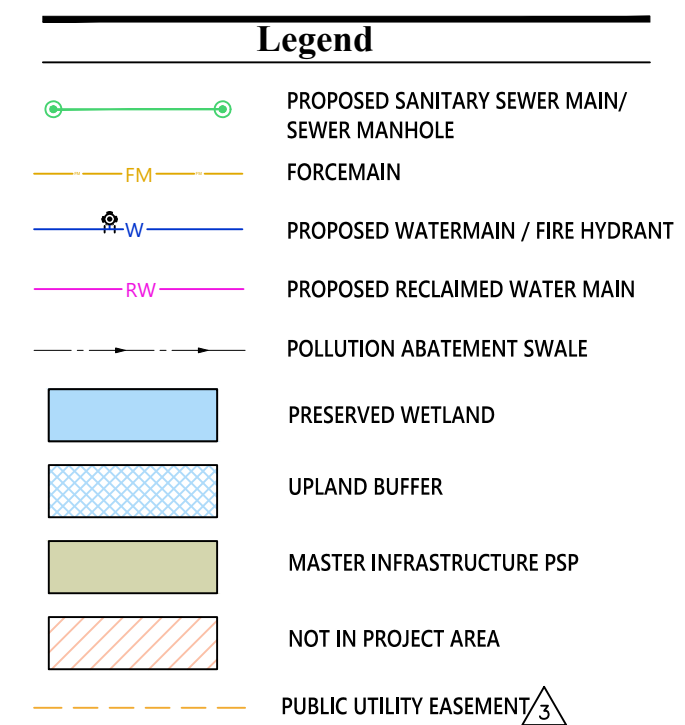 Legend
PROPOSED SANITARY SEWER MAIN/
SEWER MANHOLE
FM
FORCEMAIN
W
PROPOSED WATERMAIN / FIRE HYDRANT
RW
PROPOSED RECLAIMED WATER MAIN
POLLUTION ABATEMENT SWALE
PRESERVED WETLAND
UPLAND BUFFER
MASTER INFRASTRUCTURE PSP
NOT IN PROJECT AREA
PUBLIC UTILITY EASEMENT 3